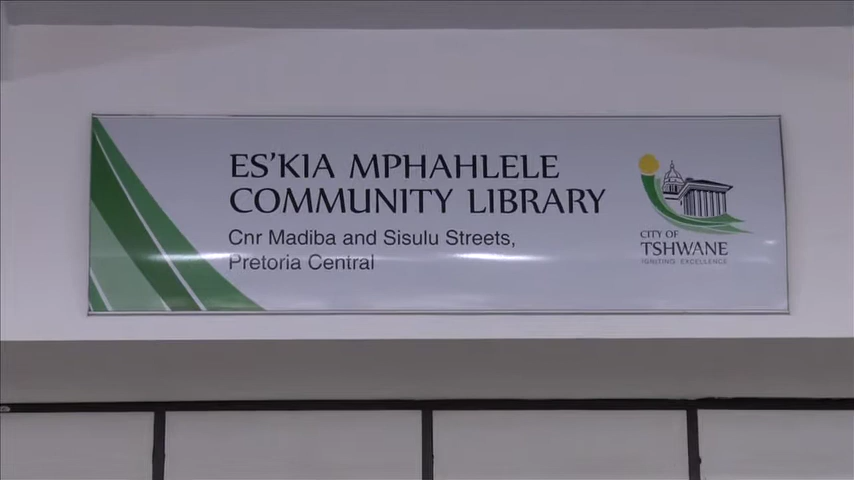 ES'KIA MPHAHLELE
COMMUNITY LIBRARY
Cnr Madiba and Sisulu Streets,
Pretoria Central
CITY OF
TSHWANE
IGNITING EXCELLENCE